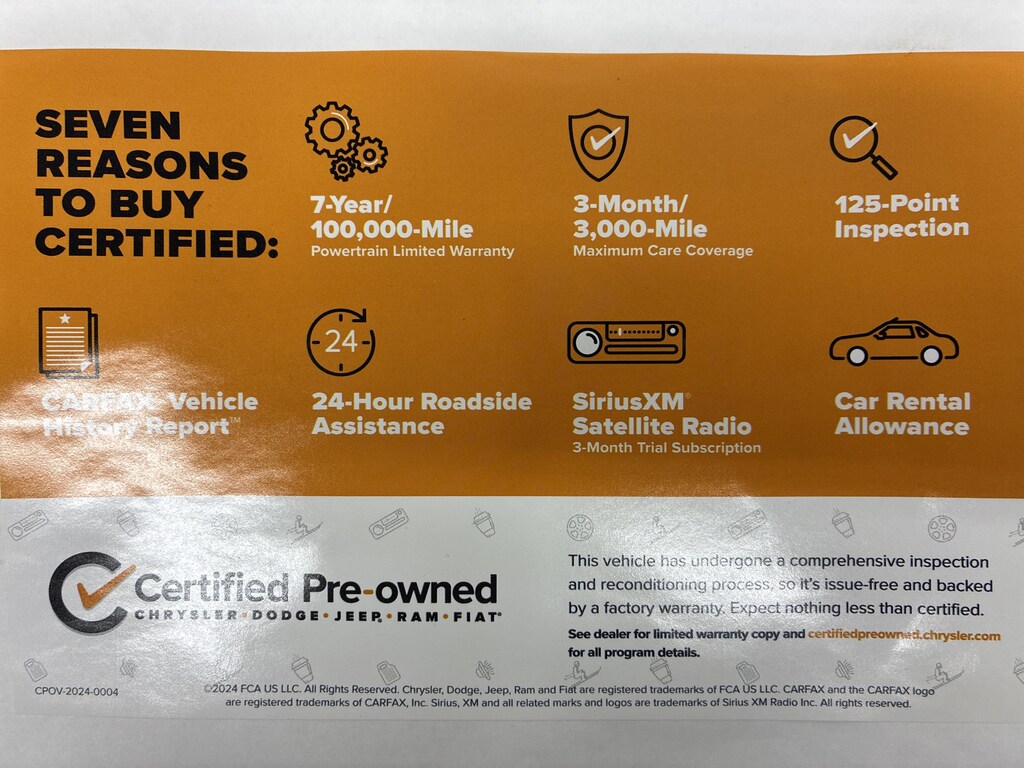 SEVEN
REASONS
TO BUY
CERTIFIED:
7-Year/
100,000-Mile
Powertrain Limited Warranty
3-Month/
3,000-Mile
Maximum Care Coverage
125-Point
Inspection
CARFAX Vehicle
History Report™
24
24-Hour Roadside
Assistance
SiriusXM®
Satellite Radio
3-Month Trial Subscription
Car Rental
Allowance
Certified Pre-owned
CHRYSLER • DODGE • JEEP® • RAM • FIAT®
This vehicle has undergone a comprehensive inspection
and reconditioning process, so it's issue-free and backed
by a factory warranty. Expect nothing less than certified.
See dealer for limited warranty copy and certifiedpreowned.chrysler.com
for all program details.
CPOV-2024-0004
©2024 FCA US LLC. All Rights Reserved. Chrysler, Dodge, Jeep, Ram and Fiat are registered trademarks of FCA US LLC. CARFAX and the CARFAX logo
are registered trademarks of CARFAX, Inc. Sirius, XM and all related marks and logos are trademarks of Sirius XM Radio Inc. All rights reserved.